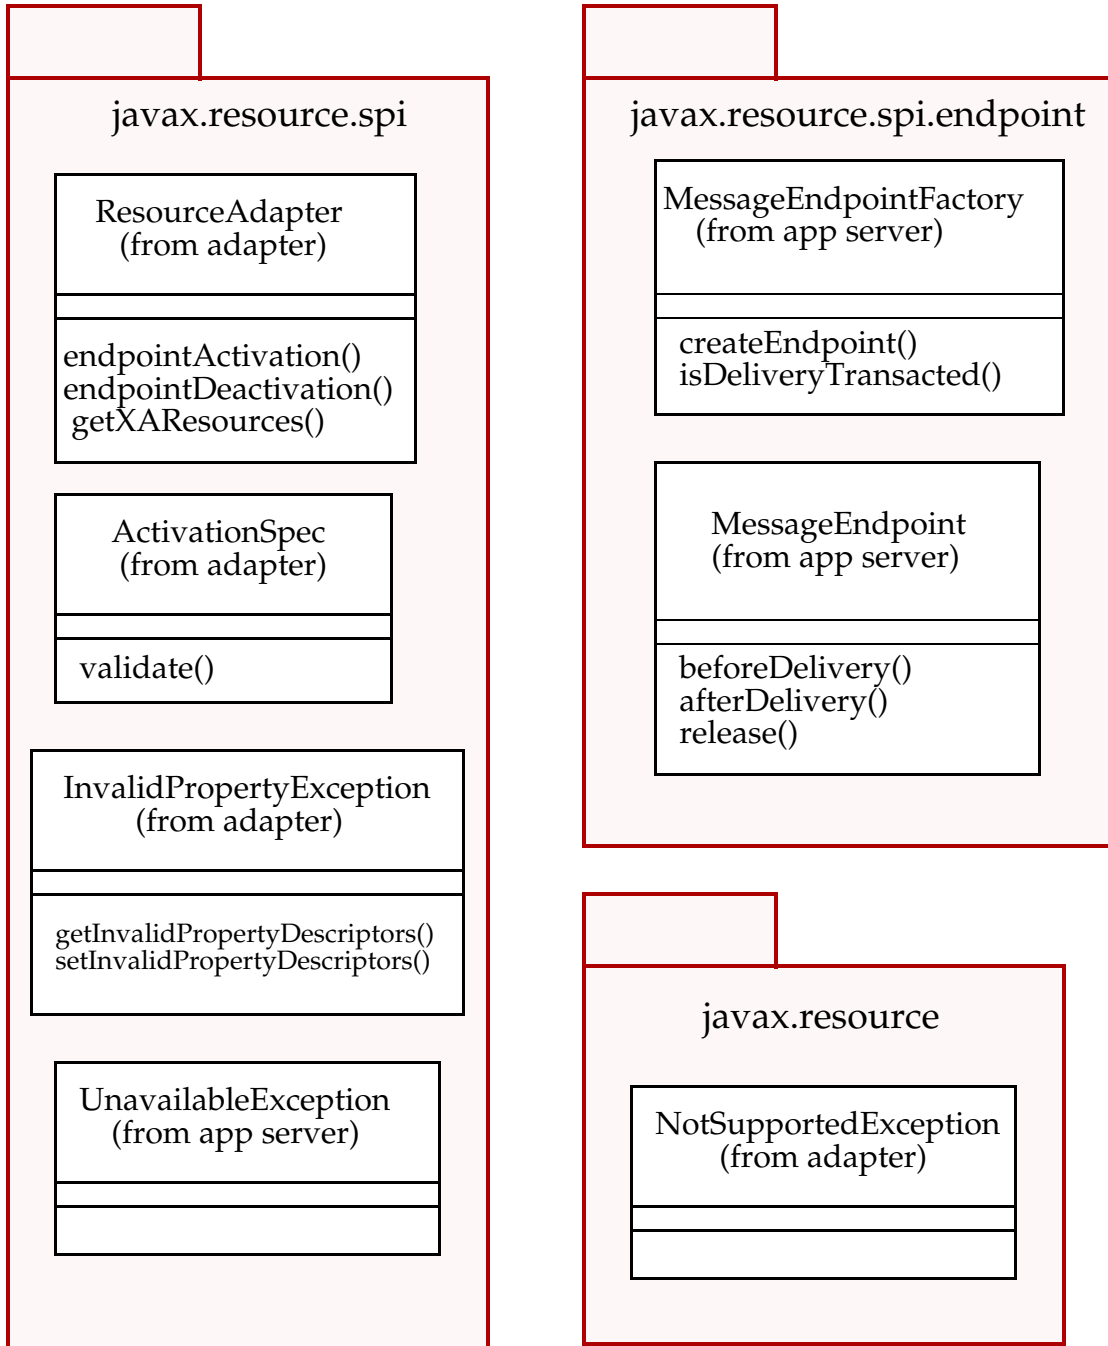 javax.resource.spi
ResourceAdapter
(from adapter)
endpointActivation()
endpointDeactivation()
getXAResources()
ActivationSpec
(from adapter)
validate()
InvalidPropertyException
(from adapter)
getInvalidPropertyDescriptors()
setInvalidPropertyDescriptors()
UnavailableException
(from app server)
javax.resource.spi.endpoint
MessageEndpointFactory
(from app server)
createEndpoint()
isDeliveryTransacted()
MessageEndpoint
(from app server)
beforeDelivery()
afterDelivery()
release()
javax.resource
NotSupportedException
(from adapter)